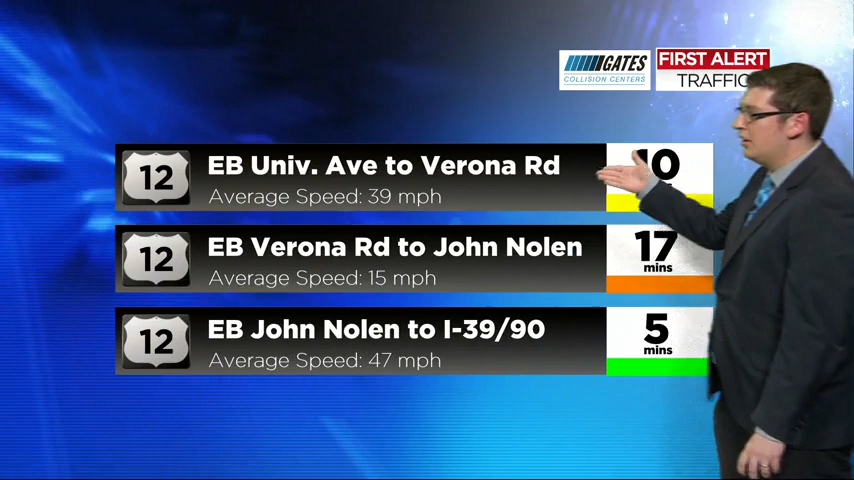 GATES
COLLISION CENTERS
FIRST ALERT
TRAFFIC
12
EB Univ. Ave to Verona Rd
Average Speed: 39 mph
10
12
EB Verona Rd to John Nolen
Average Speed: 15 mph
17
mins
12
EB John Nolen to I-39/90
Average Speed: 47 mph
5
mins